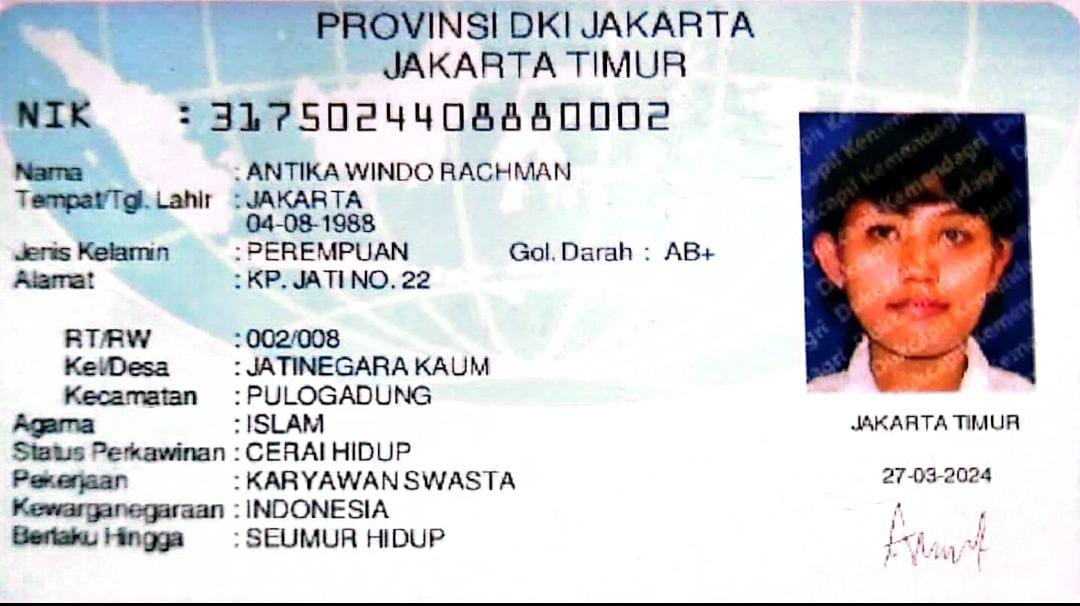 PROVINSI DKI JAKARTA
JAKARTA TIMUR
NIK : 3175024408880002
Nama : ANTIKA WINDO RACHMAN
Tempat/Tgl. Lahir : JAKARTA
04-08-1988
Jenis Kelamin : PEREMPUAN Gol. Darah : AB+
Alamat : KP. JATI NO. 22
RT/RW : 002/008
Kel/Desa : JATINEGARA KAUM
Kecamatan : PULOGADUNG
Agama : ISLAM
Status Perkawinan : CERAI HIDUP
Pekerjaan : KARYAWAN SWASTA
Kewarganegaraan : INDONESIA
Berlaku Hingga : SEUMUR HIDUP
JAKARTA TIMUR
27-03-2024